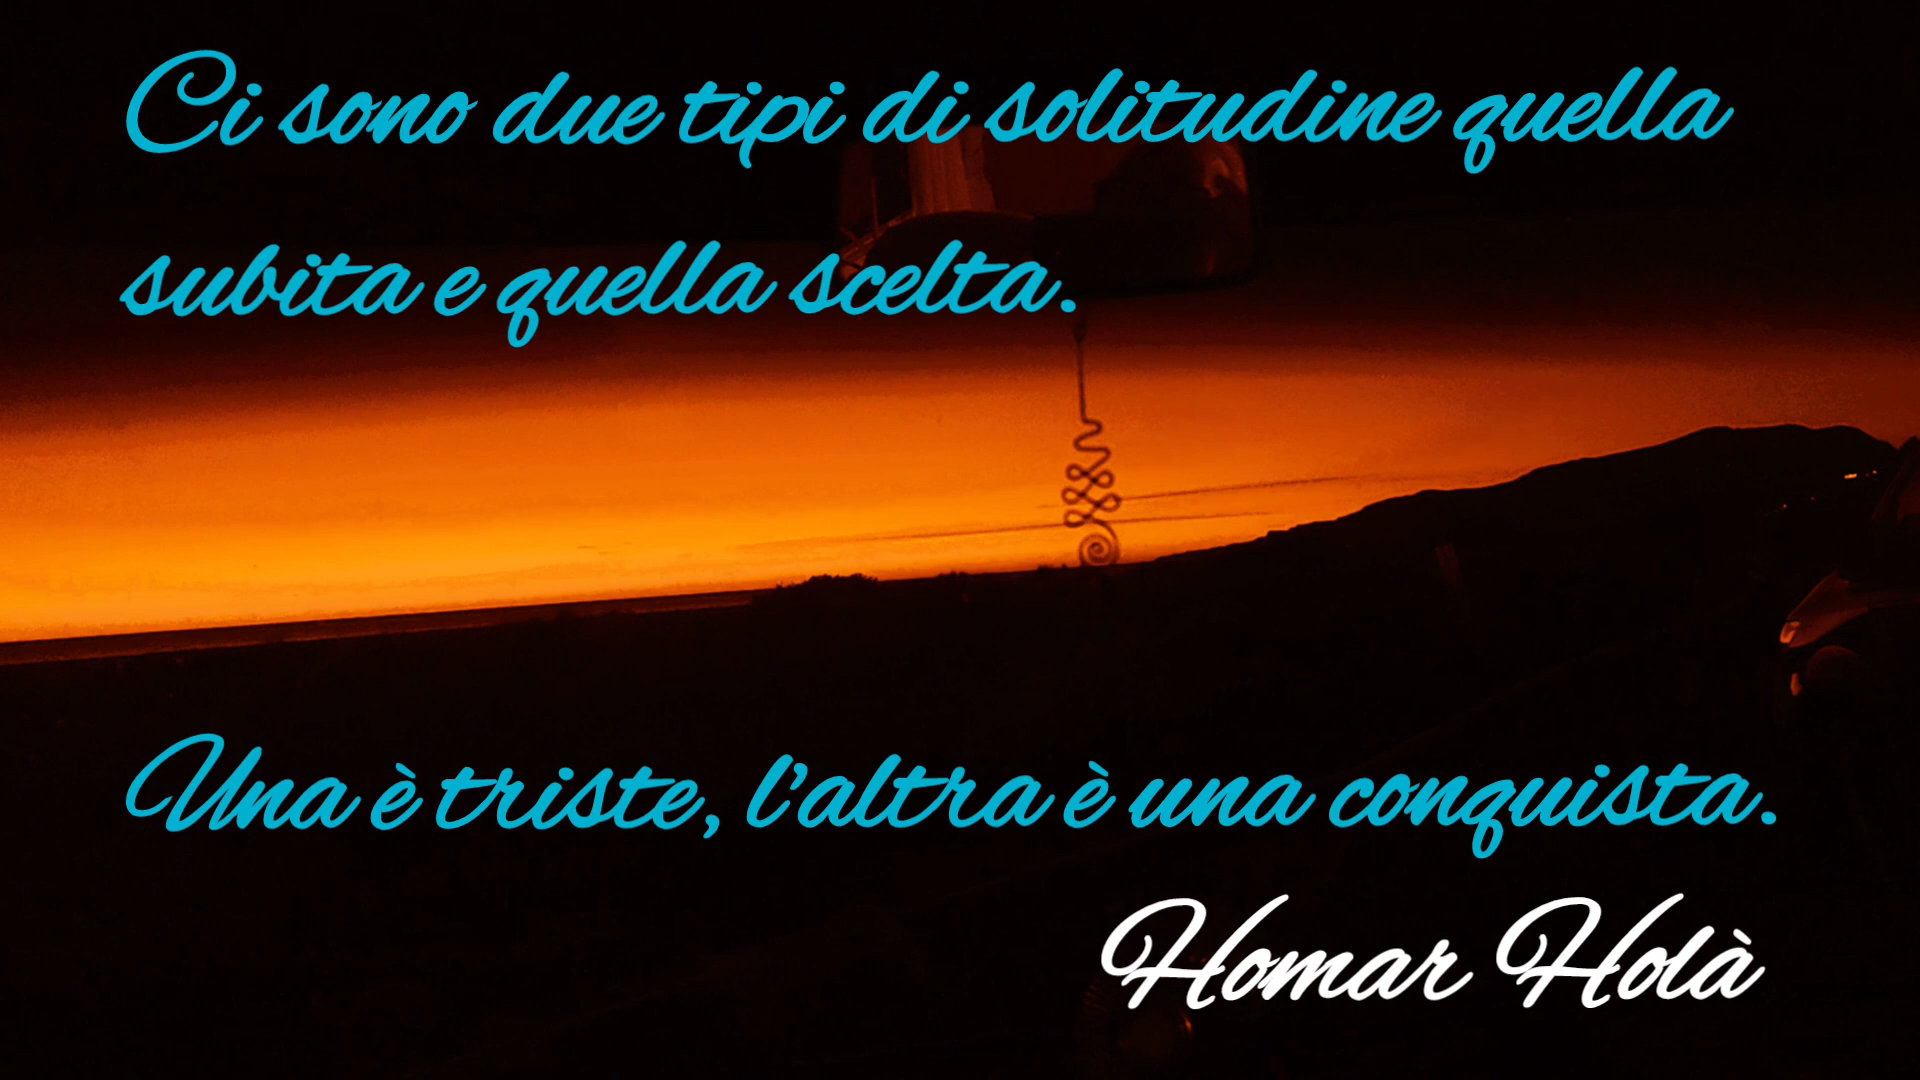 Ci sono due tipi di solitudine quella
subita e quella scelta.
Una è triste, l'altra è una conquista.
Homar Holà